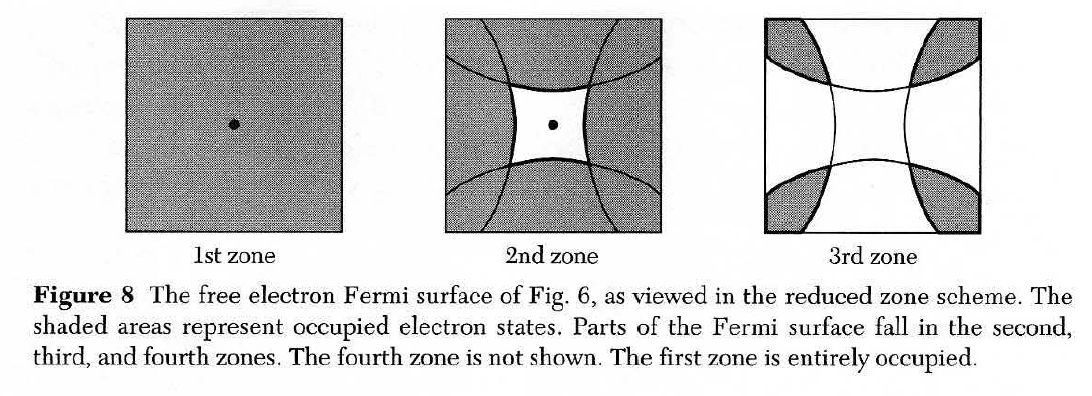 1st zone
2nd zone
3rd zone
Figure 8 The free electron Fermi surface of Fig. 6, as viewed in the reduced zone scheme. The
shaded areas represent occupied electron states. Parts of the Fermi surface fall in the second,
third, and fourth zones. The fourth zone is not shown. The first zone is entirely occupied.